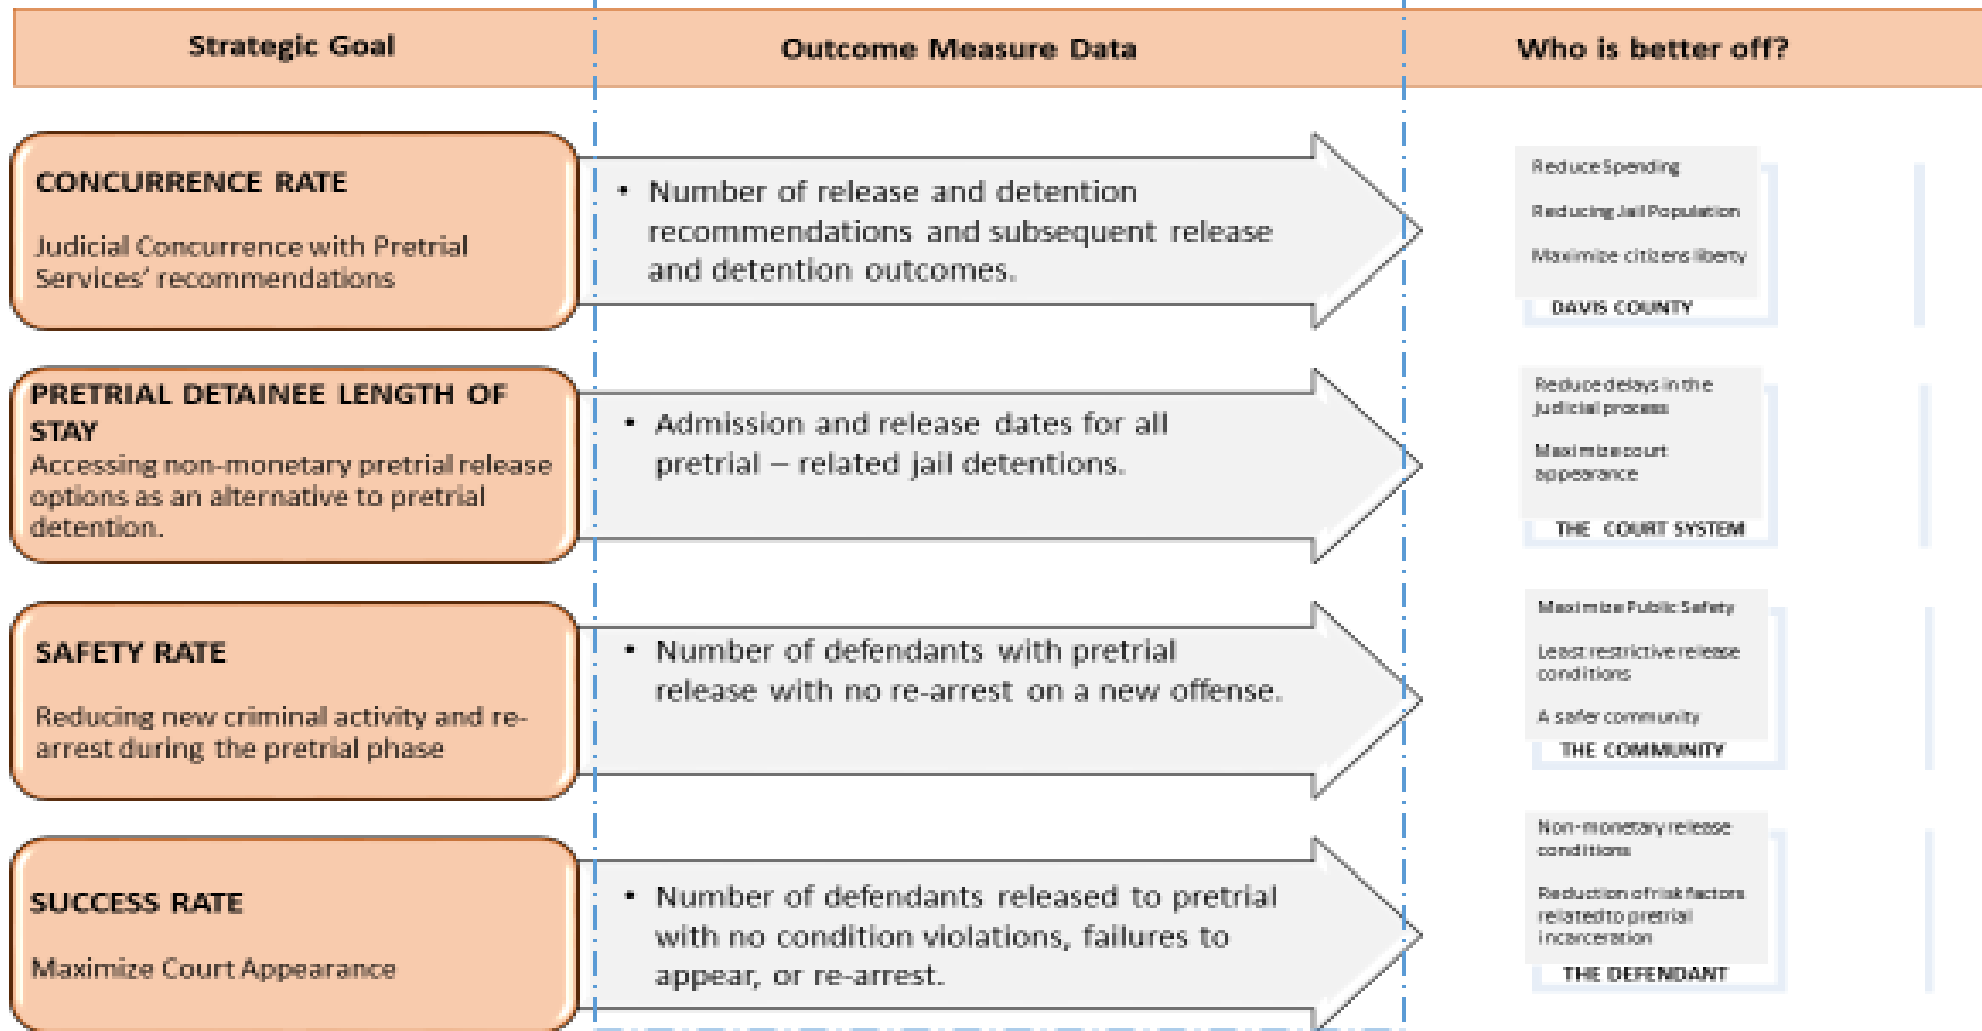 Strategic Goal
Outcome Measure Data
Who is better off?
CONCURRENCE RATE
Judicial Concurrence with Pretrial
Services' recommendations
• Number of release and detention
recommendations and subsequent release
and detention outcomes.
Reduce Spending
Reducing Jail Population
Maximize citizens liberty
DAVIS COUNTY
PRETRIAL DETAINEE LENGTH OF
STAY
Accessing non-monetary pretrial release
options as an alternative to pretrial
detention.
• Admission and release dates for all
pretrial – related jail detentions.
Reduce delays in the
judicial process
Maximize court
appearance
THE COURT SYSTEM
SAFETY RATE
Reducing new criminal activity and re-
arrest during the pretrial phase
• Number of defendants with pretrial
release with no re-arrest on a new offense.
Maximize Public Safety
Least restrictive release
conditions
A safer community
THE COMMUNITY
SUCCESS RATE
Maximize Court Appearance
• Number of defendants released to pretrial
with no condition violations, failures to
appear, or re-arrest.
Non-monetary release
conditions
Reduction of risk factors
related to pretrial
incarceration
THE DEFENDANT